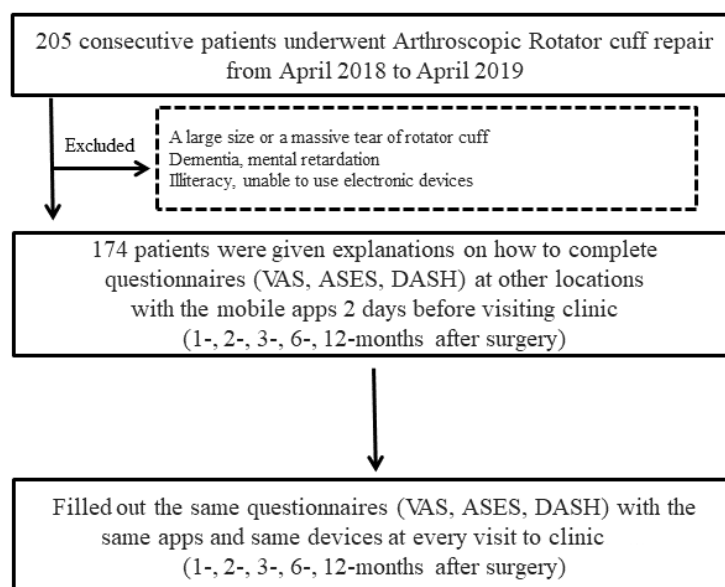 205 consecutive patients underwent Arthroscopic Rotator cuff repair
from April 2018 to April 2019
Excluded
A large size or a massive tear of rotator cuff
Dementia, mental retardation
Illiteracy, unable to use electronic devices
174 patients were given explanations on how to complete
questionnaires (VAS, ASES, DASH) at other locations
with the mobile apps 2 days before visiting clinic
(1-, 2-, 3-, 6-, 12-months after surgery)
Filled out the same questionnaires (VAS, ASES, DASH) with the
same apps and same devices at every visit to clinic
(1-, 2-, 3-, 6-, 12-months after surgery)